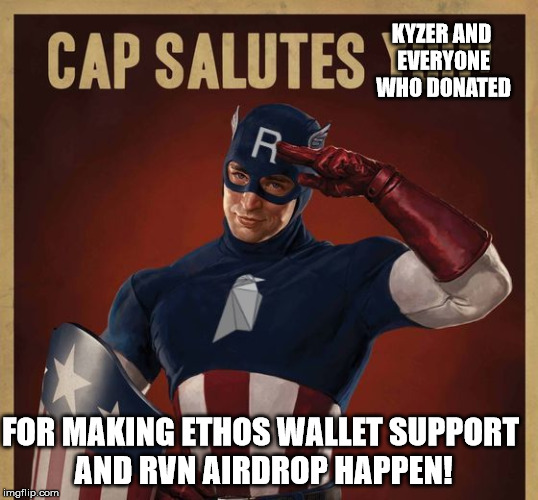 CAP SALUTES
KYZER AND
EVERYONE
WHO DONATED
R
FOR MAKING ETHOS WALLET SUPPORT
AND RVN AIRDROP HAPPEN!
imgflip.com